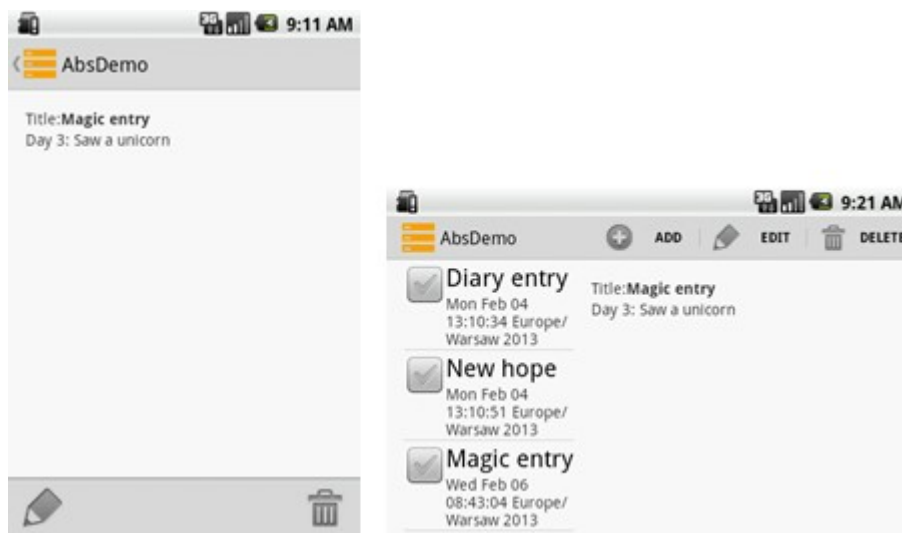 9:11 AM
AbsDemo
Title:Magic entry
Day 3: Saw a unicorn
3G
9:21 AM
AbsDemo
ADD
EDIT
DELETE
Diary entry
Mon Feb 04
13:10:34 Europe/
Warsaw 2013
New hope
Mon Feb 04
13:10:51 Europe/
Warsaw 2013
Magic entry
Wed Feb 06
08:43:04 Europe/
Warsaw 2013
Title:Magic entry
Day 3: Saw a unicorn